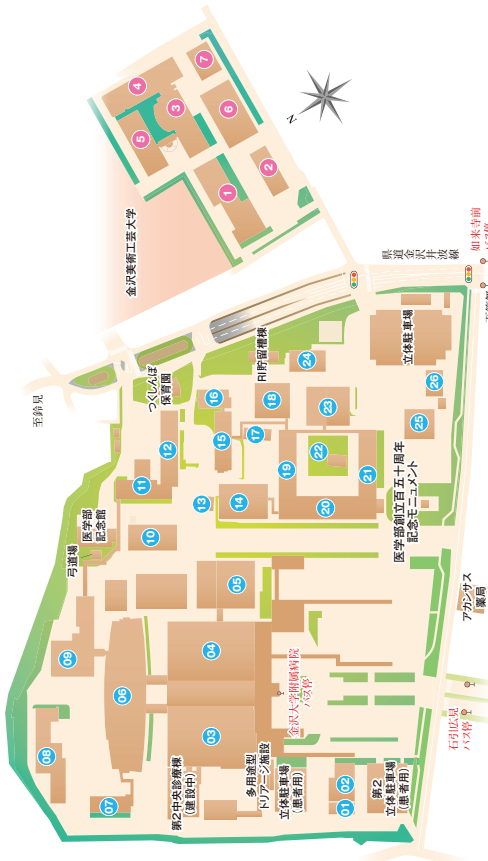 金沢美術工芸大学
4
7
3
5
6
1
2
N
県道金沢井波線
如来寺前
至鈴見
つくしんぼ
保育園
RI貯留槽棟
立体駐車場
医学部
記念館
弓道場
医学部創立百五十周年
記念モニュメント
アカンサス
薬局
金沢大学附属病院
バス停
石引広見
バス停
第2中央診療棟
(建設中)
多用途型
トリアージ施設
立体駐車場
(患者用)
第2
立体駐車場
(患者用)
01
02
03
04
05
06
07
08
09
10
11
12
13
14
15
16
17
18
19
20
21
22
23
24
25
26